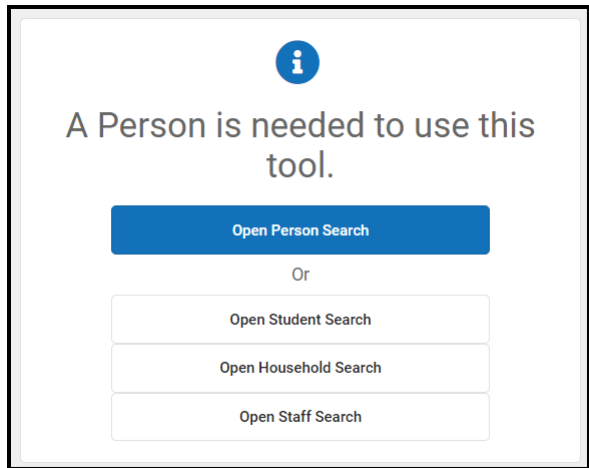 A Person is needed to use this
tool.
Open Person Search
Or
Open Student Search
Open Household Search
Open Staff Search